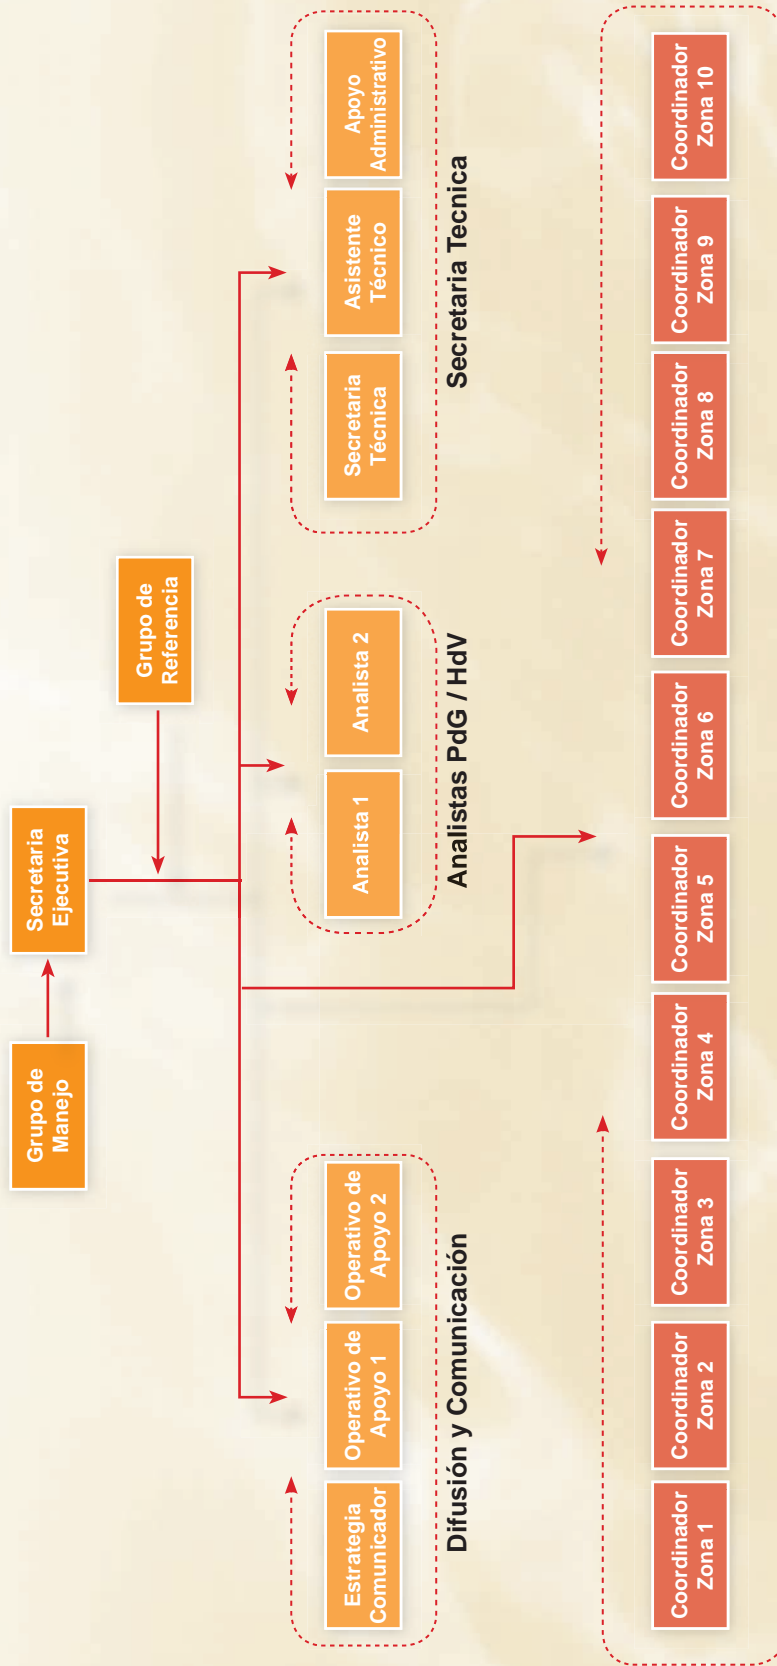 Grupo de
Manejo
Secretaria
Ejecutiva
Grupo de
Referencia
Estrategia
Comunicador
Operativo de
Apoyo 1
Operativo de
Apoyo 2
Difusión y Comunicación
Analista 1
Analista 2
Analistas PdG / HdV
Secretaria
Técnica
Asistente
Técnico
Apoyo
Administrativo
Secretaria Tecnica
Coordinador
Zona 1
Coordinador
Zona 2
Coordinador
Zona 3
Coordinador
Zona 4
Coordinador
Zona 5
Coordinador
Zona 6
Coordinador
Zona 7
Coordinador
Zona 8
Coordinador
Zona 9
Coordinador
Zona 10